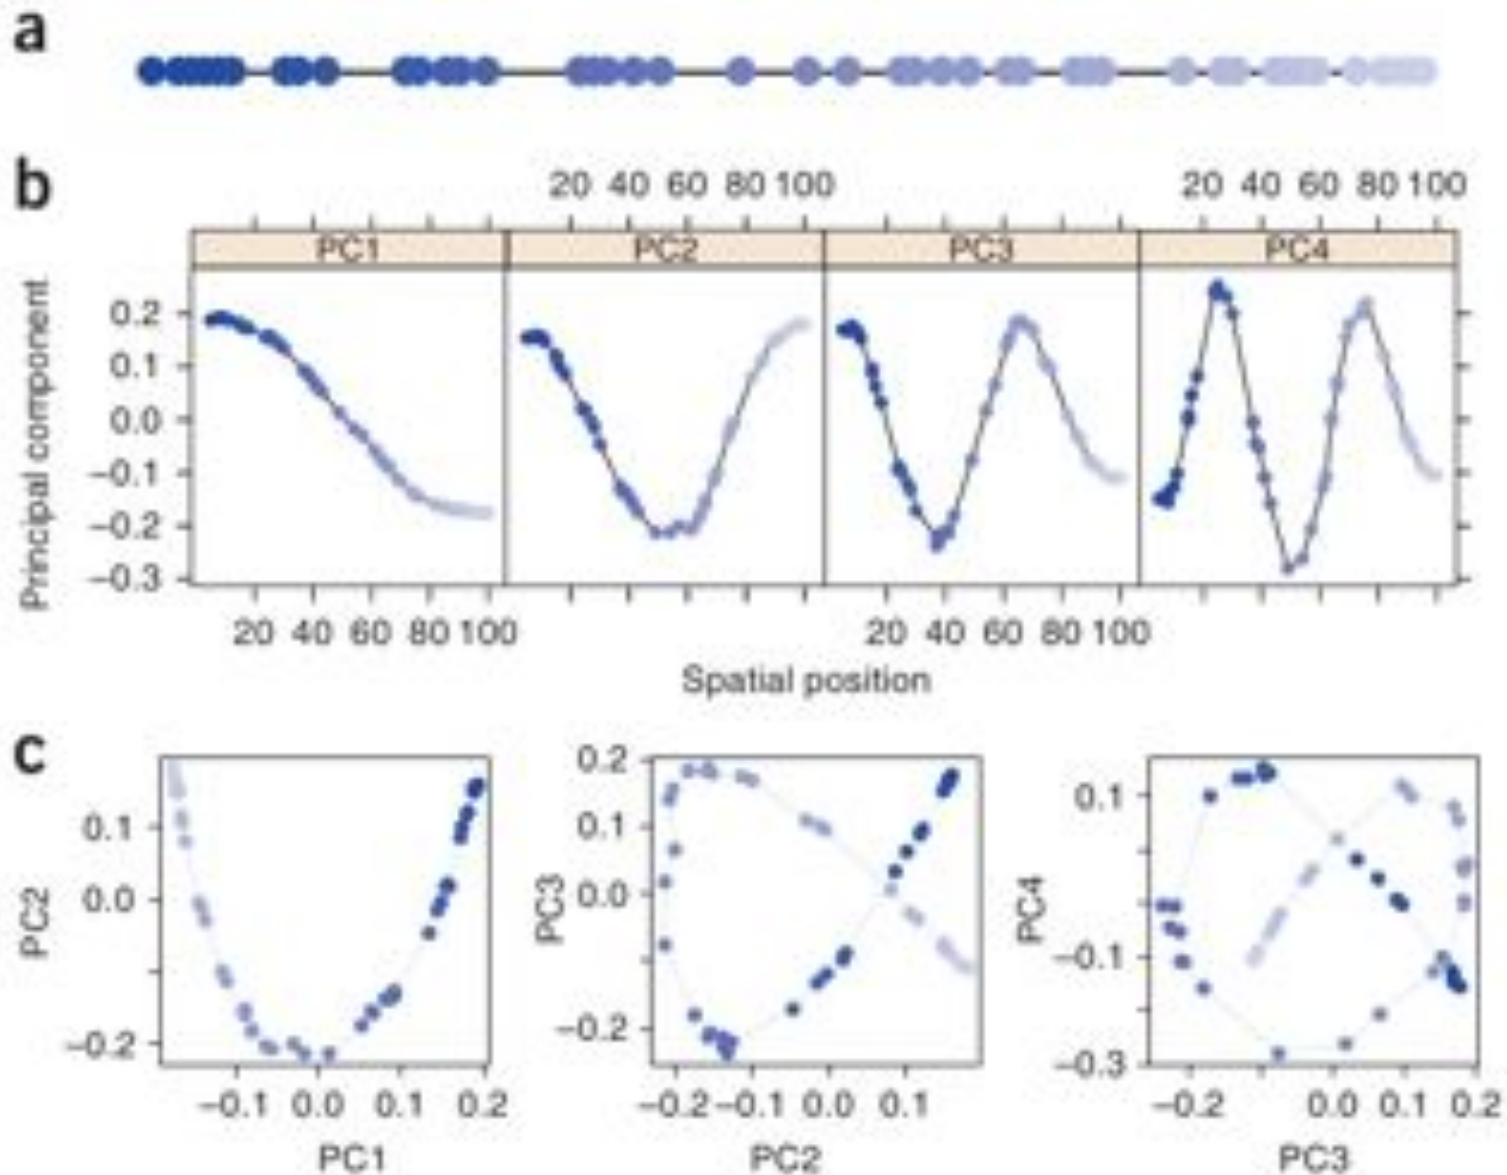 a
b
20 40 60 80 100 20 40 60 80 100
PC1 PC2 PC3 PC4
Principal component
0.2
0.1
0.0
−0.1
−0.2
−0.3
20 40 60 80 100 20 40 60 80 100
Spatial position
c
PC2
0.1
0.0
−0.2
−0.1 0.0 0.1 0.2
PC1
PC3
0.2
0.1
0.0
−0.2
−0.2 −0.1 0.0 0.1
PC2
PC4
0.1
−0.1
−0.3
−0.2 0.0 0.1 0.2
PC3